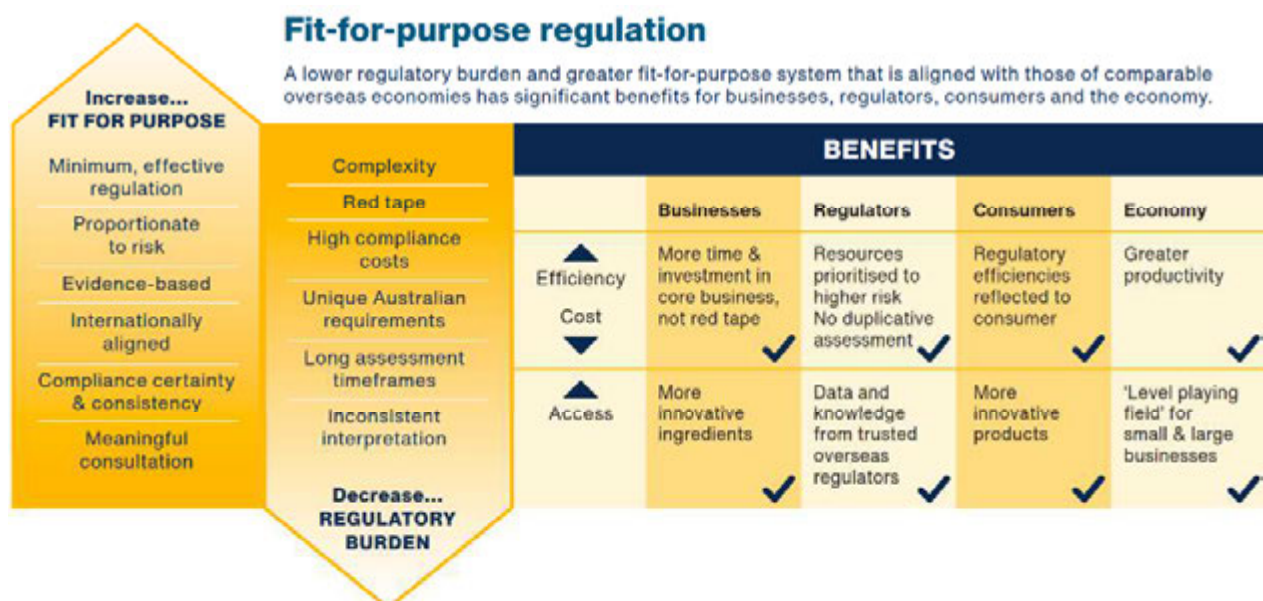 Fit-for-purpose regulation
A lower regulatory burden and greater fit-for-purpose system that is aligned with those of comparable
overseas economies has significant benefits for businesses, regulators, consumers and the economy.
Increase...
FIT FOR PURPOSE
Minimum, effective
regulation
Proportionate
to risk
Evidence-based
Internationally
aligned
Compliance certainty
& consistency
Meaningful
consultation
Complexity
Red tape
High compliance
costs
Unique Australian
requirements
Long assessment
timeframes
Inconsistent
interpretation
Decrease...
REGULATORY
BURDEN
BENEFITS
Businesses
Regulators
Consumers
Economy
Efficiency
Cost
More time &
investment in
core business,
not red tape
Resources
prioritised to
higher risk
No duplicative
assessment
Regulatory
efficiencies
reflected to
consumer
Greater
productivity
Access
More
innovative
ingredients
Data and
knowledge
from trusted
overseas
regulators
More
innovative
products
'Level playing
field' for
small & large
businesses